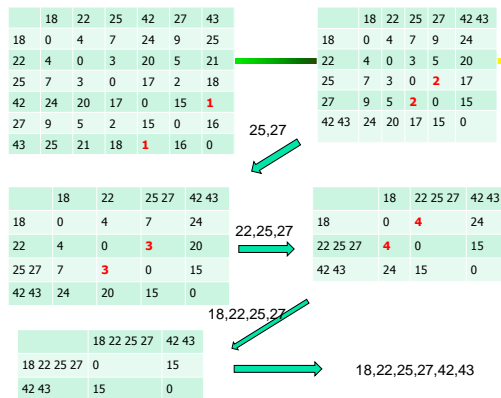 18 22 25 42 27 43
18 0 4 7 24 9 25
22 4 0 3 20 5 21
25 7 3 0 17 2 18
42 24 20 17 0 15 1
27 9 5 2 15 0 16
43 25 21 18 1 16 0
18 22 25 27 42 43
18 0 4 7 9 24
22 4 0 3 5 20
25 7 3 0 2 17
27 9 5 2 0 15
42 43 24 20 17 15 0
25,27
18 22 25 27 42 43
18 0 4 7 24
22 4 0 3 20
25 27 7 3 0 15
42 43 24 20 15 0
22,25,27
18 22 25 27 42 43
18 0 4 24
22 25 27 4 0 15
42 43 24 15 0
18,22,25,27
18 22 25 27 42 43
18 22 25 27 0 15
42 43 15 0
18,22,25,27,42,43